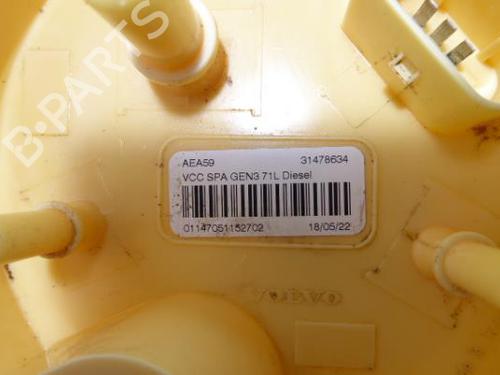 B-PARTS
AEA59 31478634
VCC SPA GEN3 71L Diesel
01147051152702 18/05/22
VOLVO